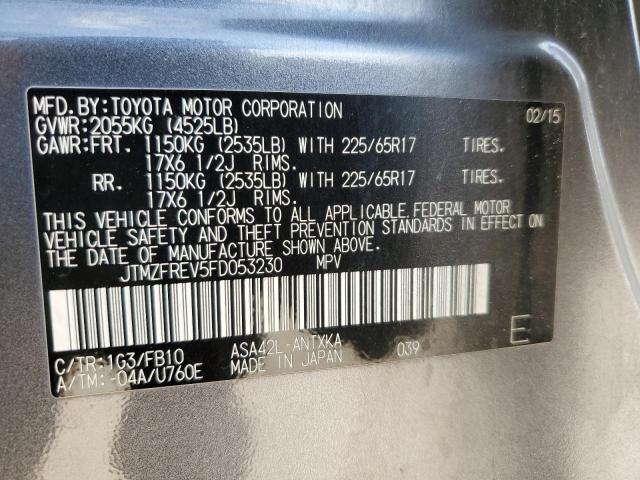 MFD.BY:TOYOTA MOTOR CORPORATION 02/15
GVWR:2055KG (4525LB)
GAWR:FRT. 1150KG (2535LB) WITH 225/65R17 TIRES.
17X6 1/2J RIMS.
RR. 1150KG (2535LB) WITH 225/65R17 TIRES.
17X6 1/2J RIMS.
THIS VEHICLE CONFORMS TO ALL APPLICABLE FEDERAL MOTOR
VEHICLE SAFETY AND THEFT PREVENTION STANDARDS IN EFFECT ON
THE DATE OF MANUFACTURE SHOWN ABOVE.
JTMZFREV5FD053230 MPV
E
C/TR:1G3/FB10 ASA42L-ANTXKA 039
A/TM:-04A/U760E MADE IN JAPAN